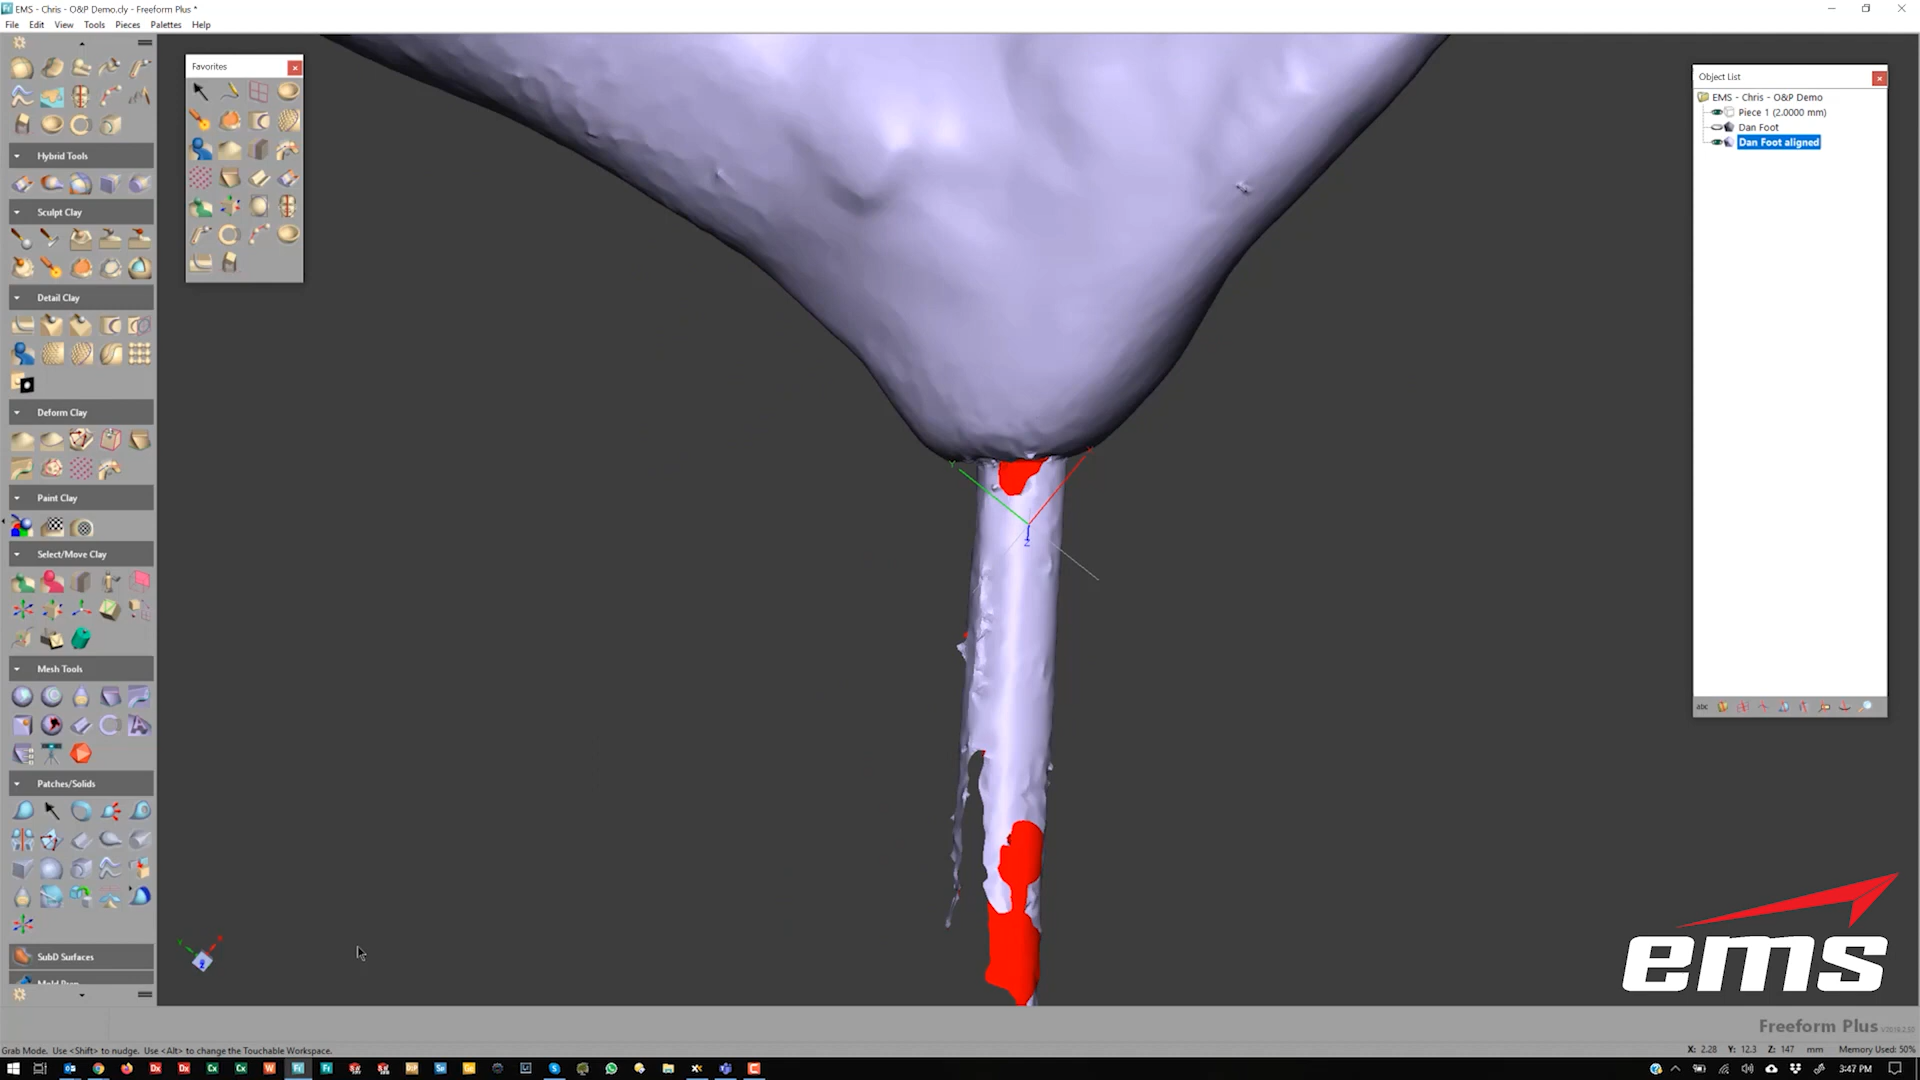 EMS - Chris - O&P Demo.cly - Freeform Plus *
File Edit View Tools Pieces Palettes Help
Favorites
Object List
EMS - Chris - O&P Demo
Piece 1 (2.0000 mm)
Dan Foot
Dan Foot aligned
Hybrid Tools
Sculpt Clay
Detail Clay
Deform Clay
Paint Clay
Select/Move Clay
Mesh Tools
abc
Patches/Solids
SubD Surfaces
Y
Z
ems
Freeform Plus
Grab Mode. Use <Shift> to nudge. Use <Alt> to change the Touchable Workspace.
X: 2.28 Y: 12.3 Z: 147 mm Memory Used: 50%
3:47 PM